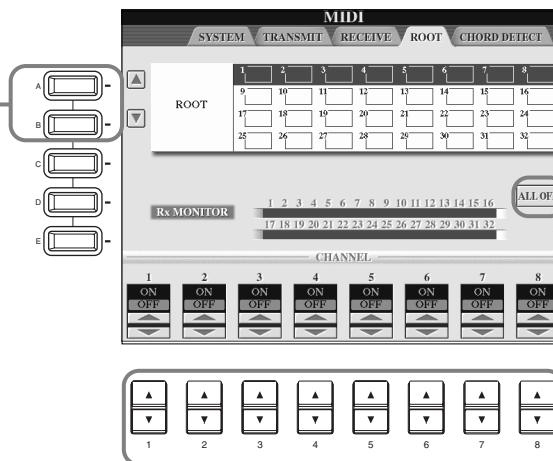 MIDI
SYSTEM TRANSMIT RECEIVE ROOT CHORD DETECT
A
B
C
D
E
ROOT
1 2 3 4 5 6 7 8
9 10 11 12 13 14 15 16
17 18 19 20 21 22 23 24
25 26 27 28 29 30 31 32
ALL OF
Rx MONITOR
1 2 3 4 5 6 7 8 9 10 11 12 13 14 15 16
17 18 19 20 21 22 23 24 25 26 27 28 29 30 31 32
CHANNEL
1 2 3 4 5 6 7 8
ON ON ON ON ON ON ON ON
OFF OFF OFF OFF OFF OFF OFF OFF
1 2 3 4 5 6 7 8